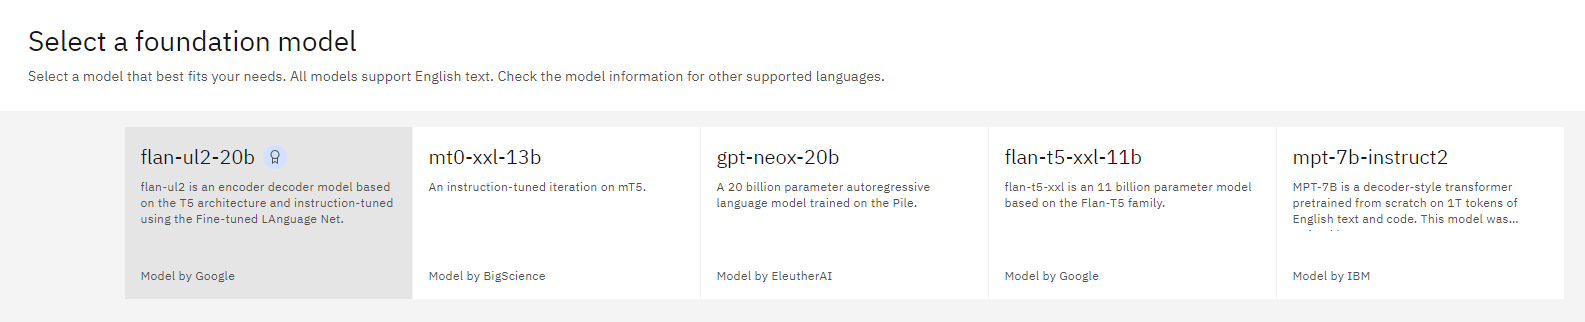 Select a foundation model
Select a model that best fits your needs. All models support English text. Check the model information for other supported languages.
flan-ul2-20b
flan-ul2 is an encoder decoder model based
on the T5 architecture and instruction-tuned
using the Fine-tuned LAnguage Net.
Model by Google
mt0-xxl-13b
An instruction-tuned iteration on mT5.
Model by BigScience
gpt-neox-20b
A 20 billion parameter autoregressive
language model trained on the Pile.
Model by EleutherAI
flan-t5-xxl-11b
flan-t5-xxl is an 11 billion parameter model
based on the Flan-T5 family.
Model by Google
mpt-7b-instruct2
MPT-7B is a decoder-style transformer
pretrained from scratch on 1T tokens of
English text and code. This model was...
Model by IBM